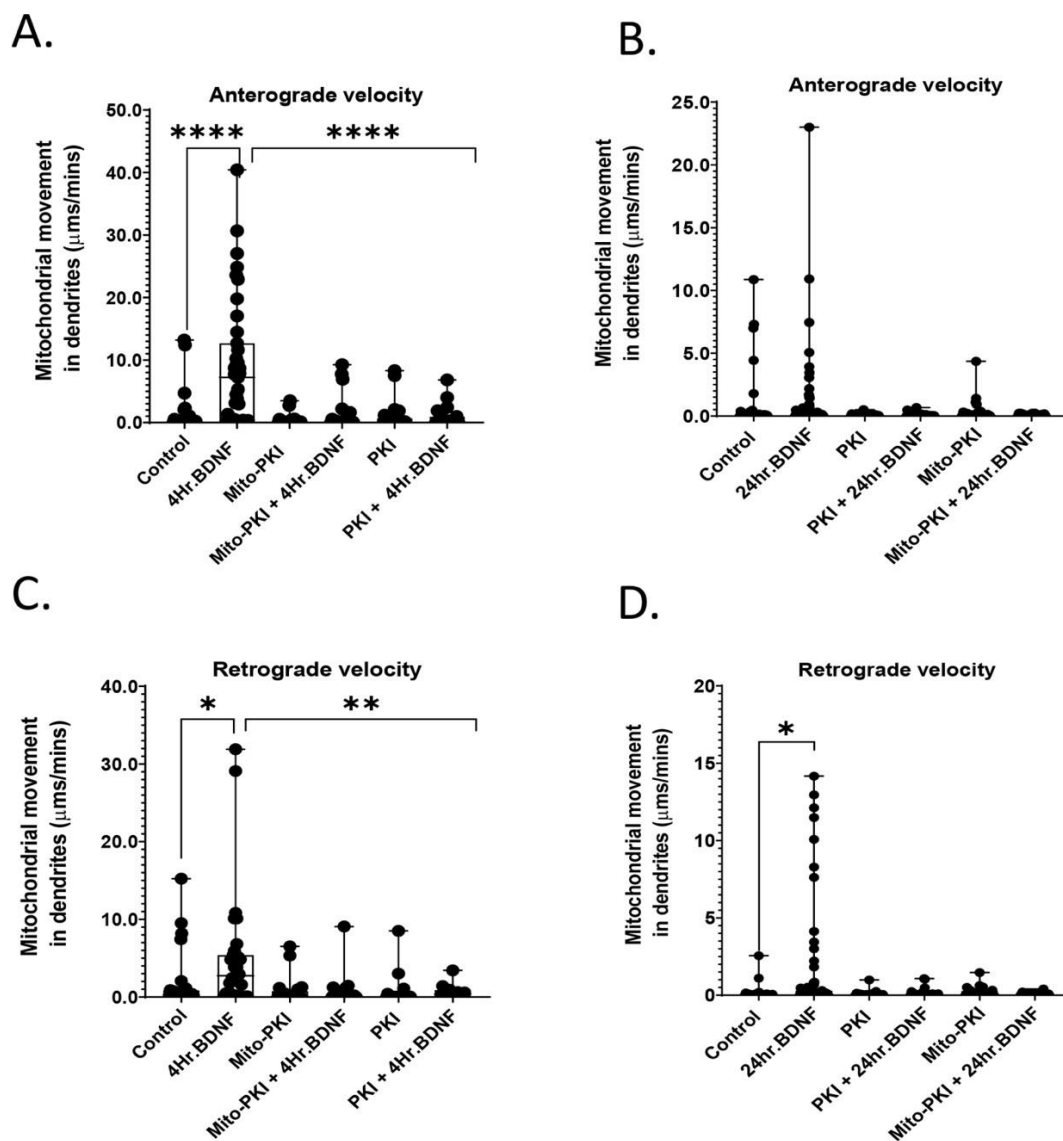 A.
Anterograde velocity
Mitochondrial movement
in dendrites (μms/mins)
50.0
40.0
30.0
20.0
10.0
0.0
**** ****
Control
4Hr.BDNF
Mito-PKI
Mito-PKI + 4Hr.BDNF
PKI
PKI + 4Hr.BDNF
B.
Anterograde velocity
Mitochondrial movement
in dendrites (μms/mins)
25.0
20.0
15.0
10.0
5.0
0.0
Control
24hr.BDNF
PKI
PKI + 24hr.BDNF
Mito-PKI
Mito-PKI + 24hr.BDNF
C.
Retrograde velocity
Mitochondrial movement
in dendrites (μms/mins)
40.0
30.0
20.0
10.0
0.0
* **
Control
4Hr.BDNF
Mito-PKI
Mito-PKI + 4Hr.BDNF
PKI
PKI + 4Hr.BDNF
D.
Retrograde velocity
Mitochondrial movement
in dendrites (μms/mins)
20
15
10
5
0
*
Control
24hr.BDNF
PKI
PKI + 24hr.BDNF
Mito-PKI
Mito-PKI + 24hr.BDNF